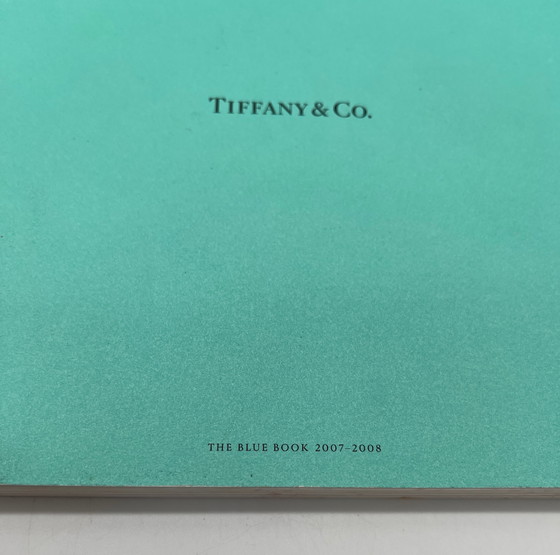 TIFFANY & CO.
THE BLUE BOOK 2007–2008